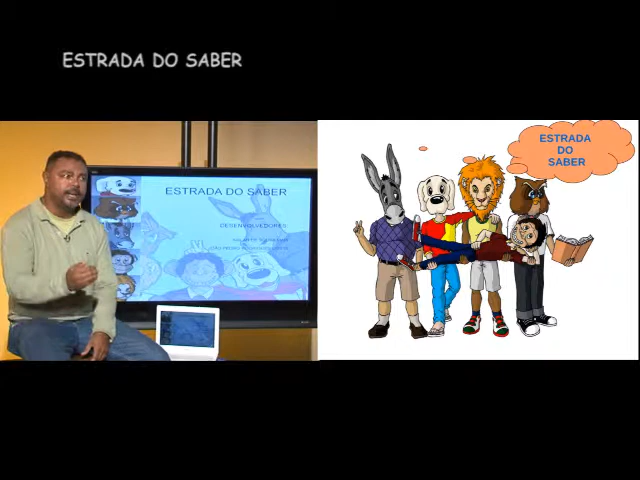 ESTRADA DO SABER
ESTRADA DO SABER
DESENVOLVEDORES:
ESTRADA
DO
SABER